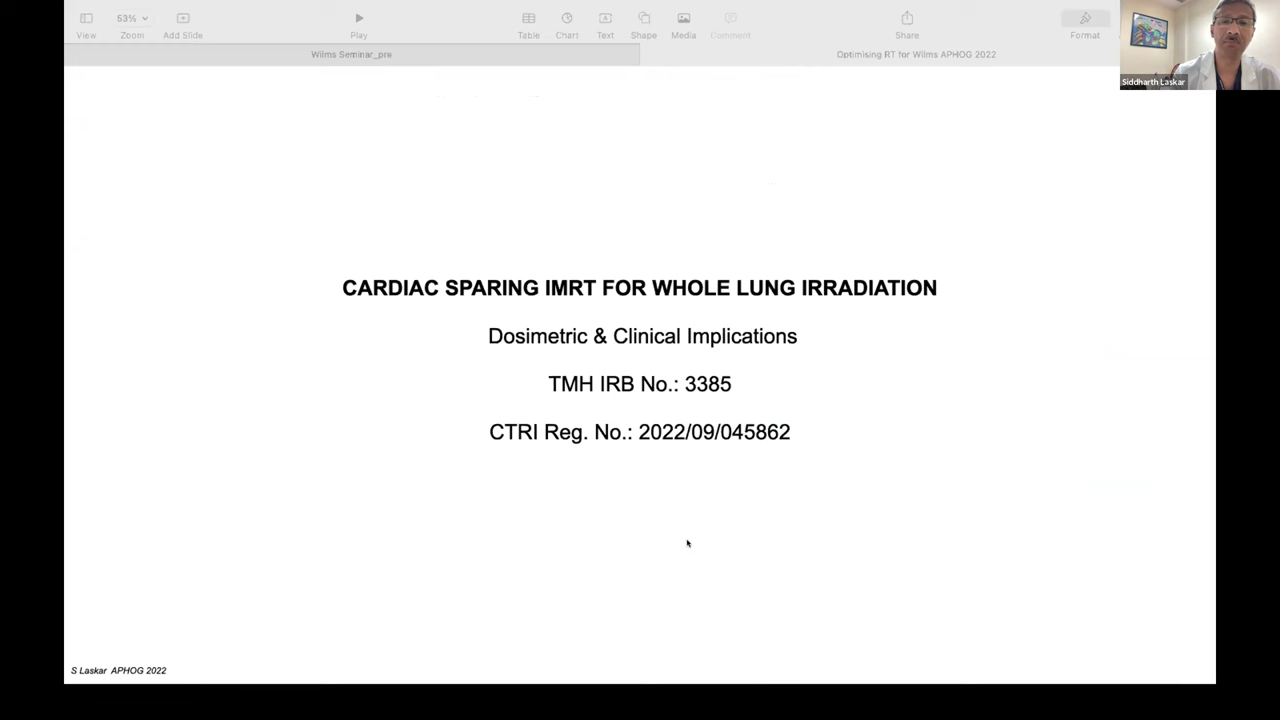 53%
View Zoom Add Slide Play Table Chart Text Shape Media Comment Share Format
Wilms Seminar_pre
Optimising RT for Wilms APHOG 2022
Siddharth Laskar
CARDIAC SPARING IMRT FOR WHOLE LUNG IRRADIATION
Dosimetric & Clinical Implications
TMH IRB No.: 3385
CTRI Reg. No.: 2022/09/045862
S Laskar APHOG 2022